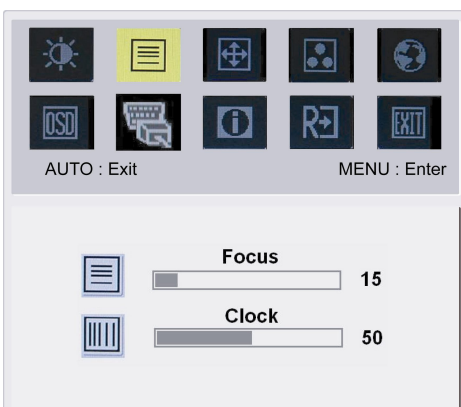 OSD i R EXIT
AUTO : Exit MENU : Enter
Focus
15
Clock
50